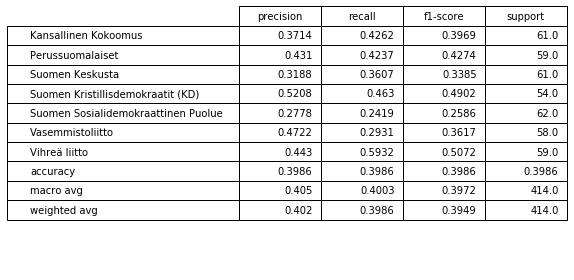 precision recall f1-score support
Kansallinen Kokoomus 0.3714 0.4262 0.3969 61.0
Perussuomalaiset 0.431 0.4237 0.4274 59.0
Suomen Keskusta 0.3188 0.3607 0.3385 61.0
Suomen Kristillisdemokraatit (KD) 0.5208 0.463 0.4902 54.0
Suomen Sosialidemokraattinen Puolue 0.2778 0.2419 0.2586 62.0
Vasemmistoliitto 0.4722 0.2931 0.3617 58.0
Vihreä liitto 0.443 0.5932 0.5072 59.0
accuracy 0.3986 0.3986 0.3986 0.3986
macro avg 0.405 0.4003 0.3972 414.0
weighted avg 0.402 0.3986 0.3949 414.0